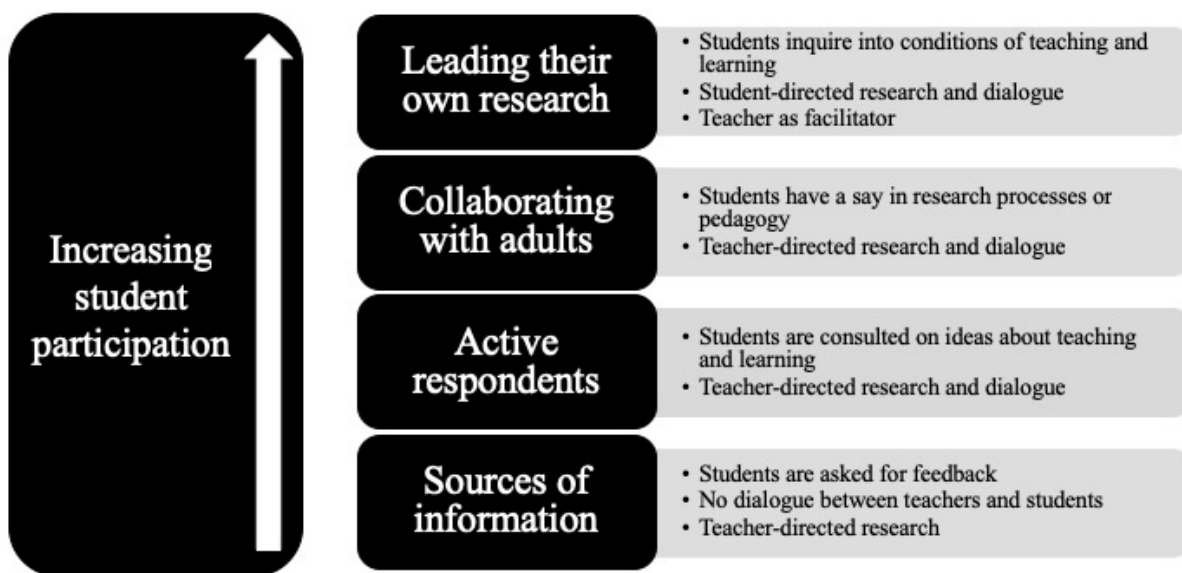 Increasing
student
participation
Leading their
own research
• Students inquire into conditions of teaching and
learning
• Student-directed research and dialogue
• Teacher as facilitator
Collaborating
with adults
• Students have a say in research processes or
pedagogy
• Teacher-directed research and dialogue
Active
respondents
• Students are consulted on ideas about teaching
and learning
• Teacher-directed research and dialogue
Sources of
information
• Students are asked for feedback
• No dialogue between teachers and students
• Teacher-directed research